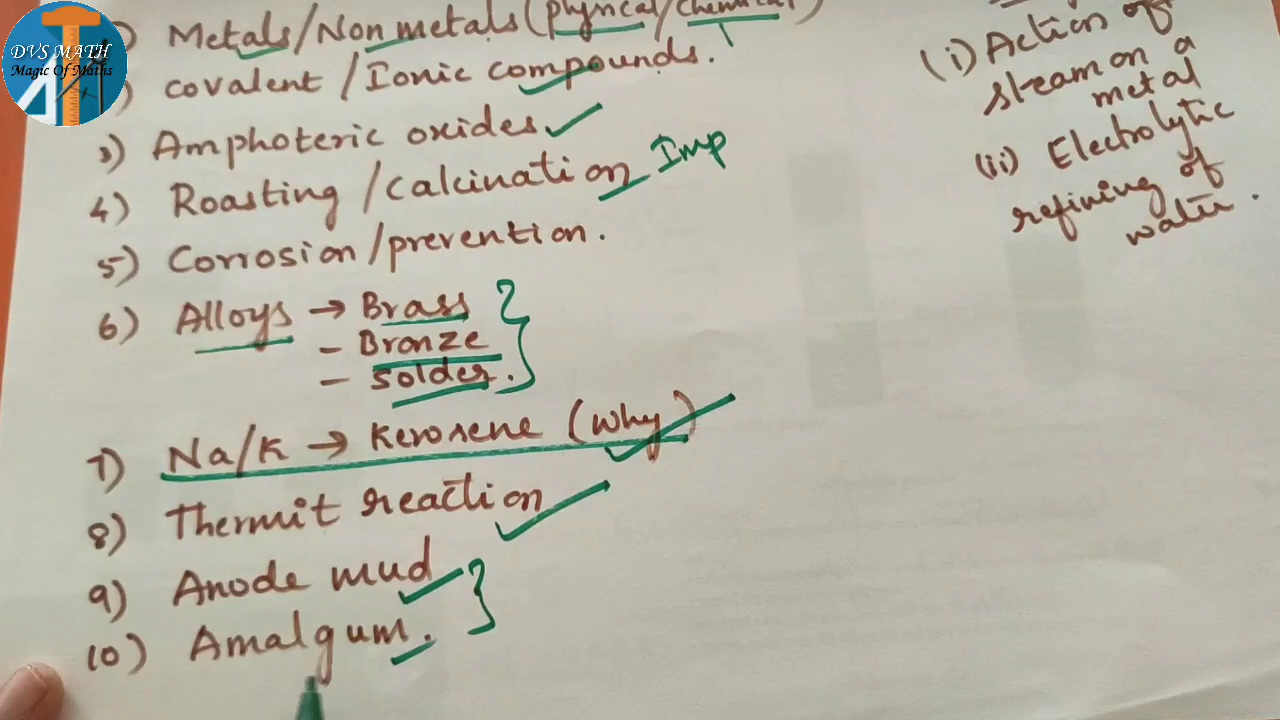 DVS MATH
Magic Of Maths
1) Metals/Non metals (physical/chemical)
2) covalent / Ionic compounds.
3) Amphoteric oxides
4) Roasting /calcination Imp
5) Corrosion /prevention.
6) Alloys → Brass
- Bronze
- solder.
7) Na/K → Kerosene (why)
8) Thermit reaction
9) Anode mud
10) Amalgum.
(i) Action of
steam on a
metal
(ii) Electrolytic
refining of
water.